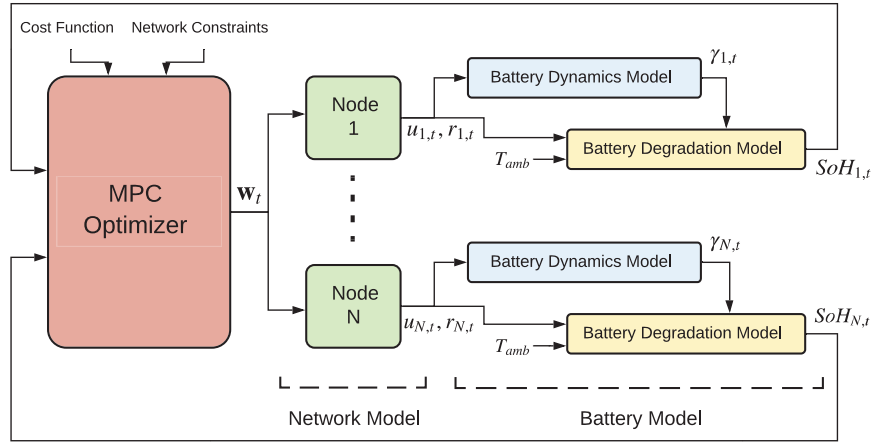 Cost Function
Network Constraints
MPC
Optimizer
𝐰_t
Node
1
u_{1,t}, r_{1,t}
Battery Dynamics Model
γ_{1,t}
T_{amb}
Battery Degradation Model
SoH_{1,t}
Node
N
u_{N,t}, r_{N,t}
Battery Dynamics Model
γ_{N,t}
T_{amb}
Battery Degradation Model
SoH_{N,t}
Network Model
Battery Model